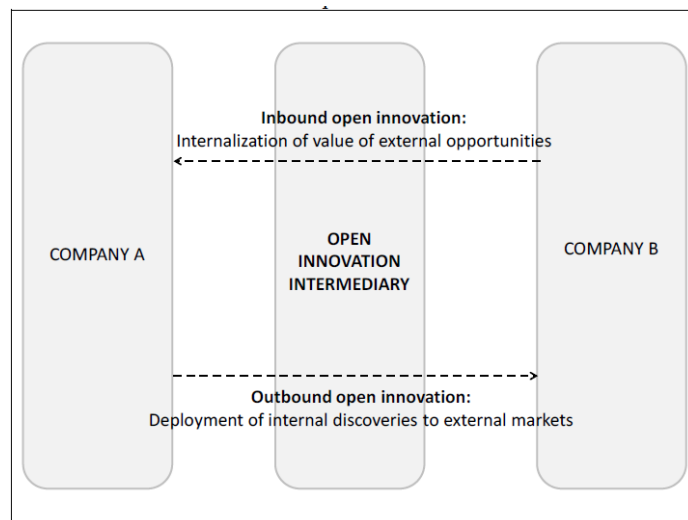 Inbound open innovation:
Internalization of value of external opportunities
COMPANY A
OPEN
INNOVATION
INTERMEDIARY
COMPANY B
Outbound open innovation:
Deployment of internal discoveries to external markets